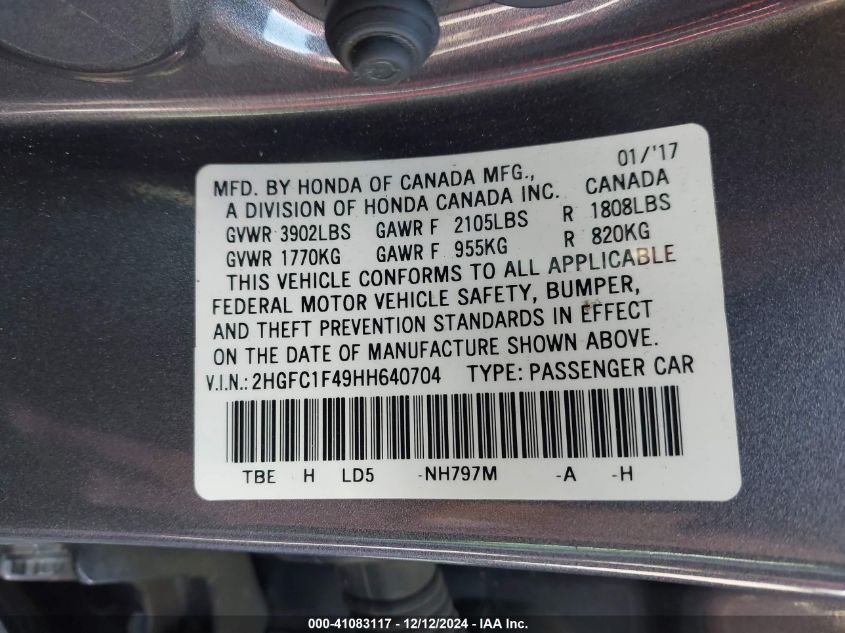 01/'17
MFD. BY HONDA OF CANADA MFG.,
A DIVISION OF HONDA CANADA INC. CANADA
GVWR 3902LBS GAWR F 2105LBS R 1808LBS
GVWR 1770KG GAWR F 955KG R 820KG
THIS VEHICLE CONFORMS TO ALL APPLICABLE
FEDERAL MOTOR VEHICLE SAFETY, BUMPER,
AND THEFT PREVENTION STANDARDS IN EFFECT
ON THE DATE OF MANUFACTURE SHOWN ABOVE.
V.I.N.: 2HGFC1F49HH640704 TYPE: PASSENGER CAR
TBE H LD5 -NH797M -A -H
000-41083117 - 12/12/2024 - IAA Inc.